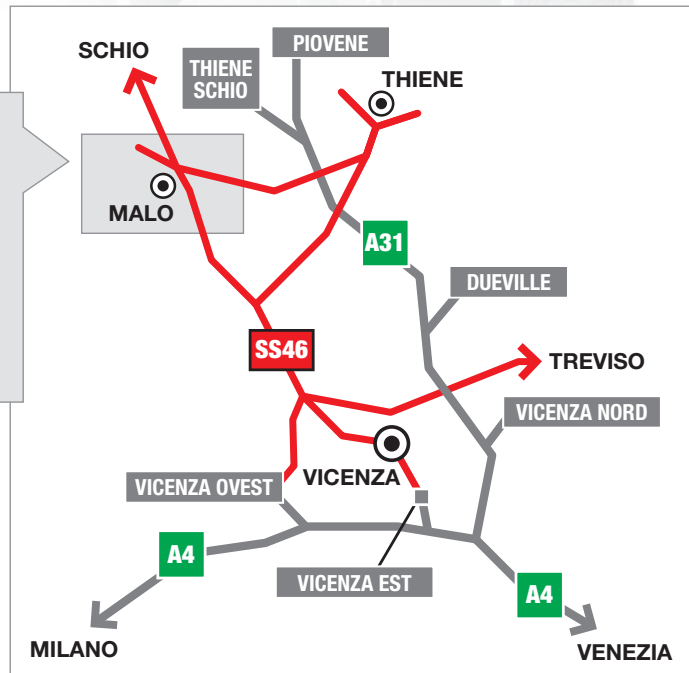 PIOVENE
SCHIO
THIENE
SCHIO
THIENE
MALO
A31
DUEVILLE
SS46
TREVISO
VICENZA NORD
VICENZA
VICENZA OVEST
A4
VICENZA EST
A4
MILANO
VENEZIA